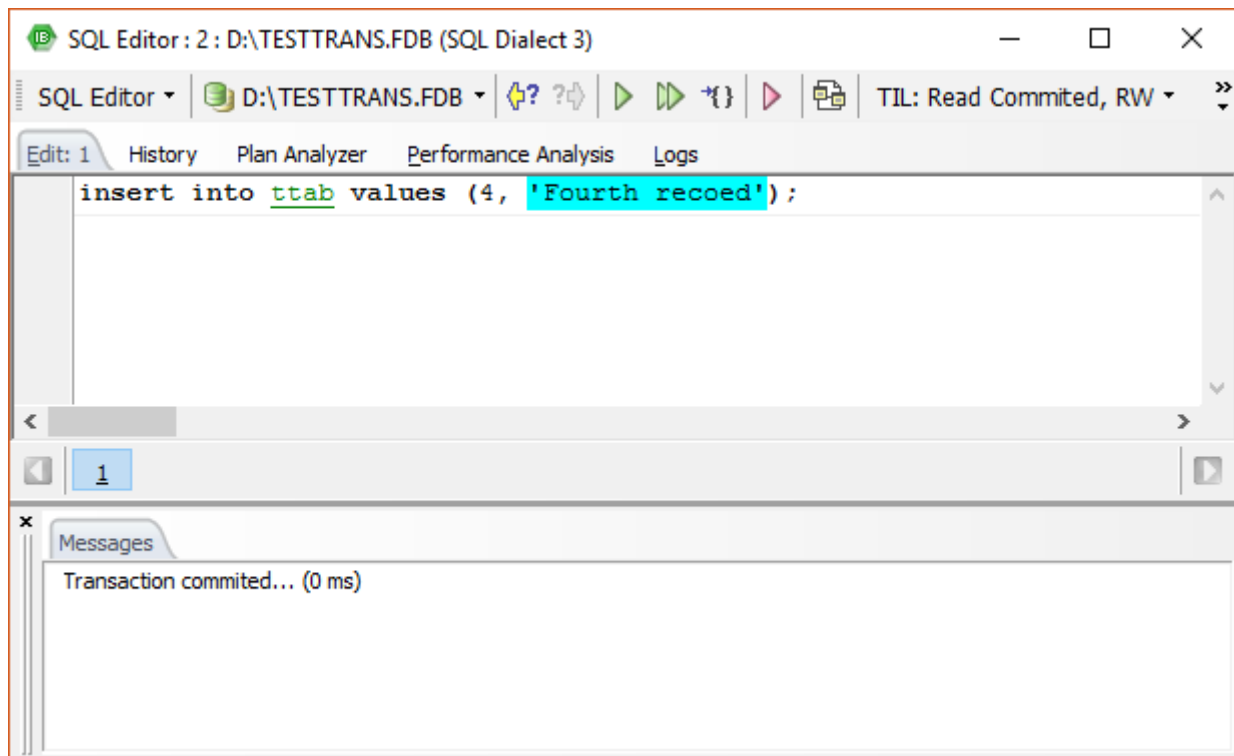 IB SQL Editor : 2 : D:\TESTTRANS.FDB (SQL Dialect 3)
SQL Editor D:\TESTTRANS.FDB ?? {} TIL: Read Commited, RW
Edit: 1 History Plan Analyzer Performance Analysis Logs
insert into ttab values (4, 'Fourth recoed');
1
Messages
Transaction commited... (0 ms)